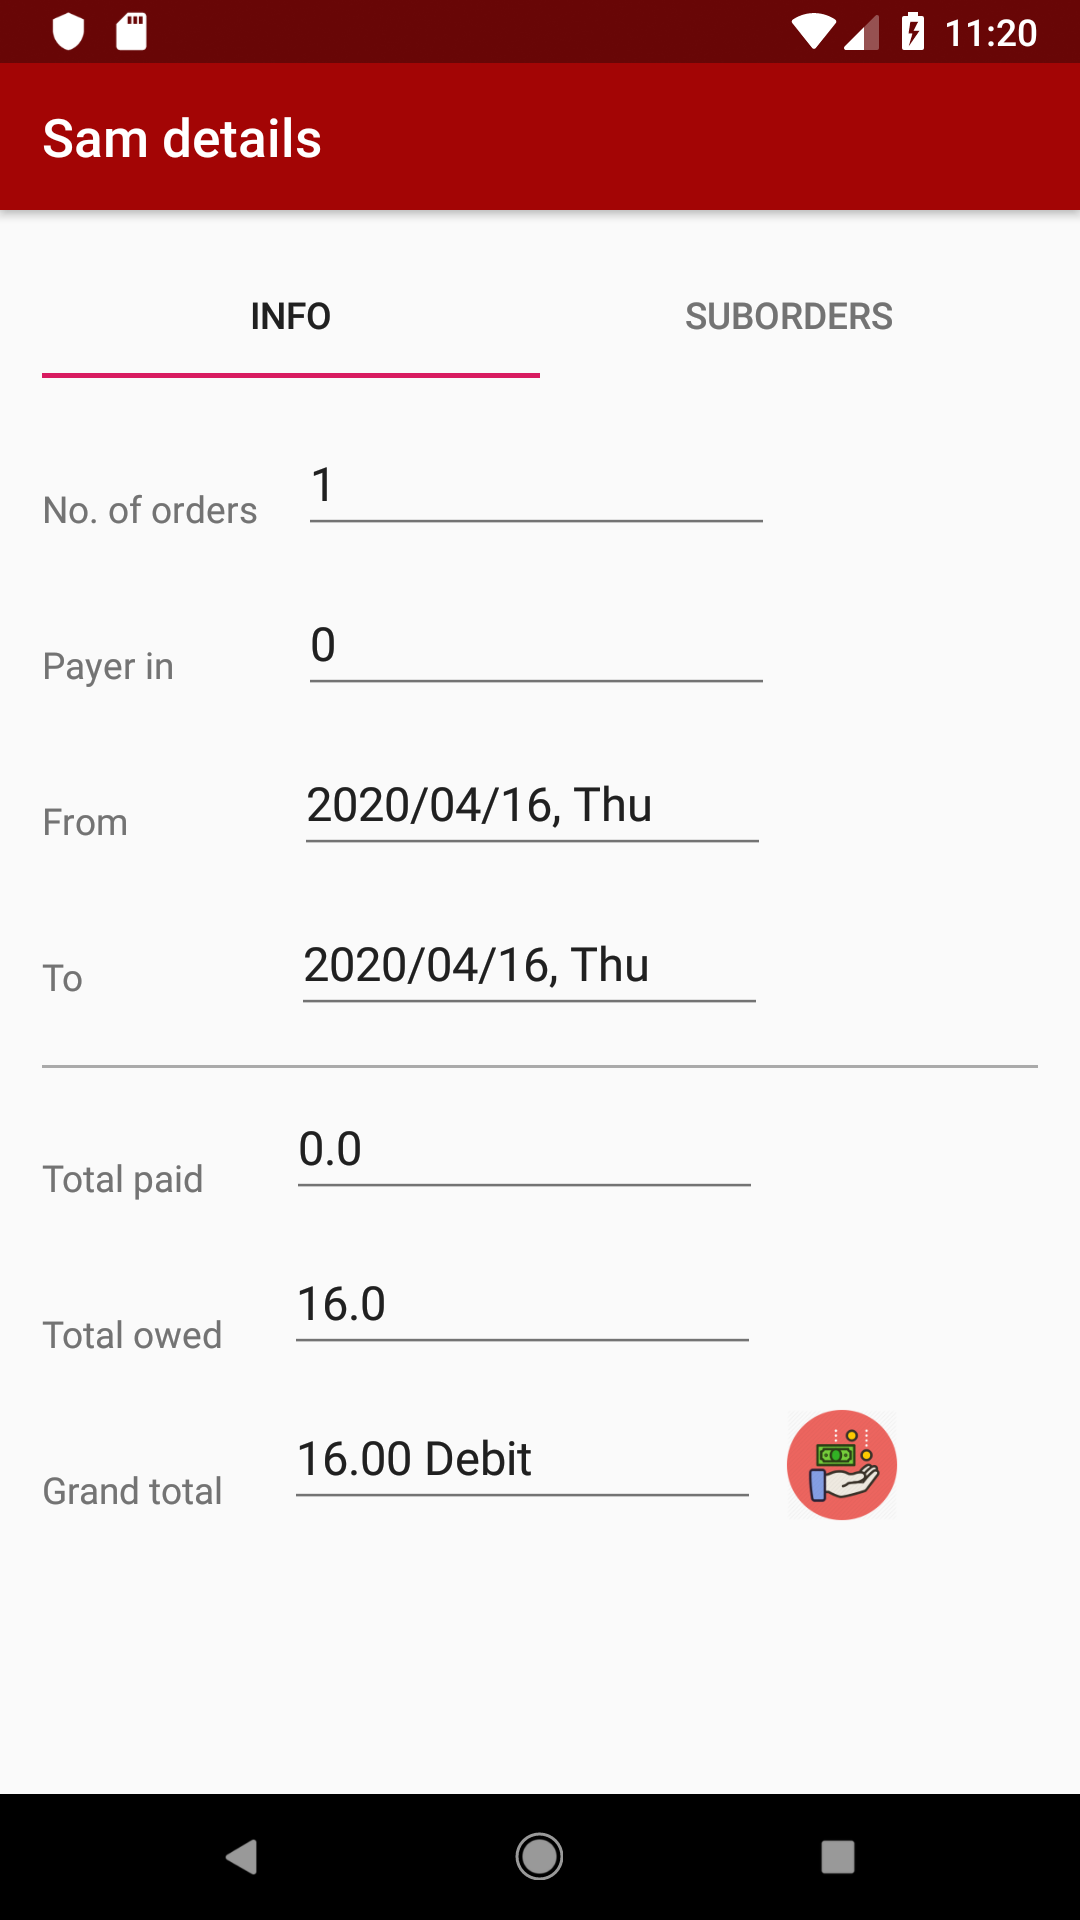 11:20
Sam details
INFO SUBORDERS
No. of orders 1
Payer in 0
From 2020/04/16, Thu
To 2020/04/16, Thu
Total paid 0.0
Total owed 16.0
Grand total 16.00 Debit